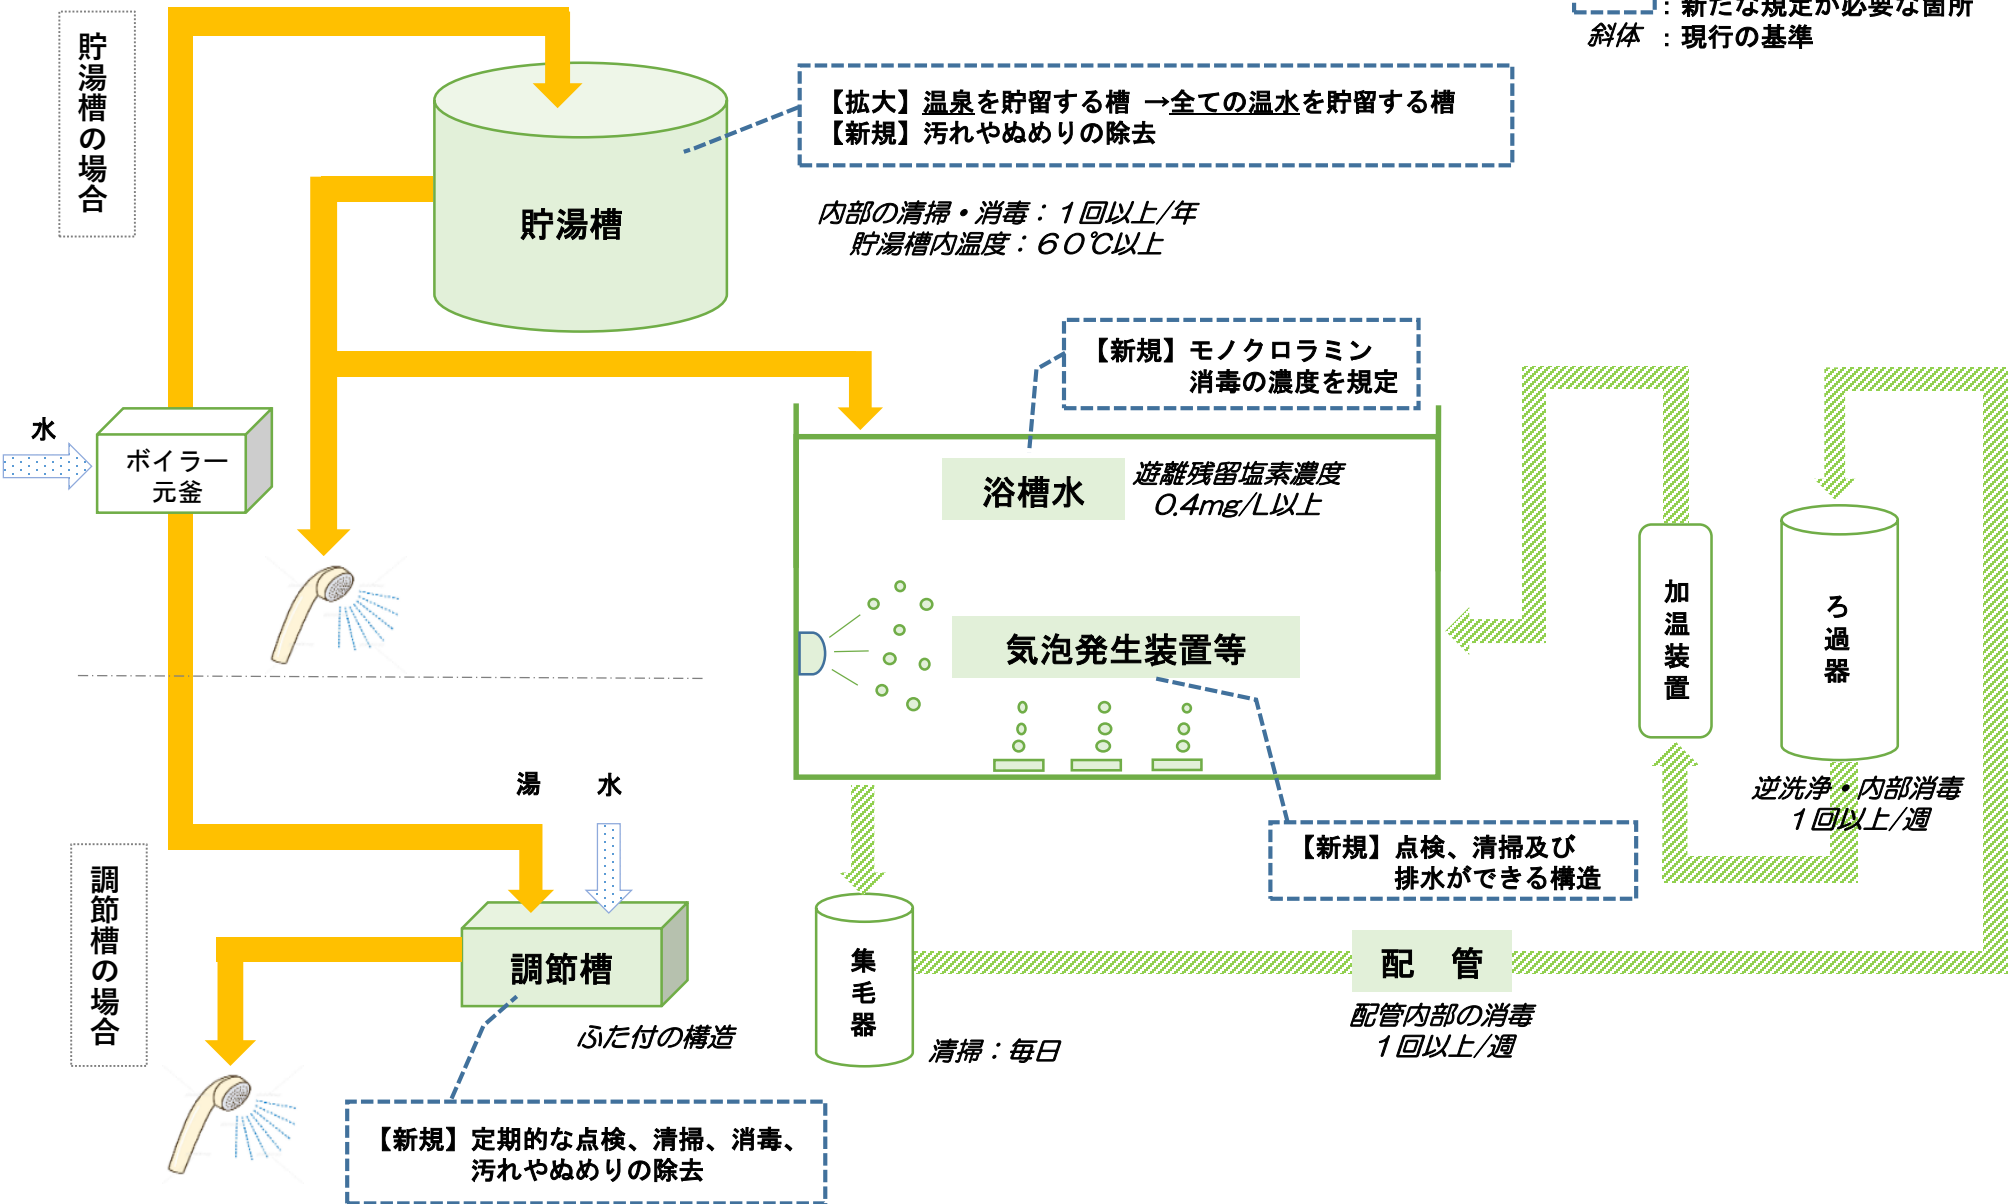 ：新たな規定が必要な箇所
斜体：現行の基準
貯湯槽の場合
【拡大】温泉を貯留する槽 →全ての温水を貯留する槽
【新規】汚れやぬめりの除去
貯湯槽
内部の清掃・消毒：１回以上/年
貯湯槽内温度：６０℃以上
【新規】モノクロラミン
消毒の濃度を規定
水
ボイラー
元釜
浴槽水
遊離残留塩素濃度
0.4mg/L以上
気泡発生装置等
加温装置
ろ過器
逆洗浄・内部消毒
１回以上/週
湯
水
【新規】点検、清掃及び
排水ができる構造
調節槽の場合
調節槽
ふた付の構造
集毛器
清掃：毎日
配　管
配管内部の消毒
１回以上/週
【新規】定期的な点検、清掃、消毒、
汚れやぬめりの除去